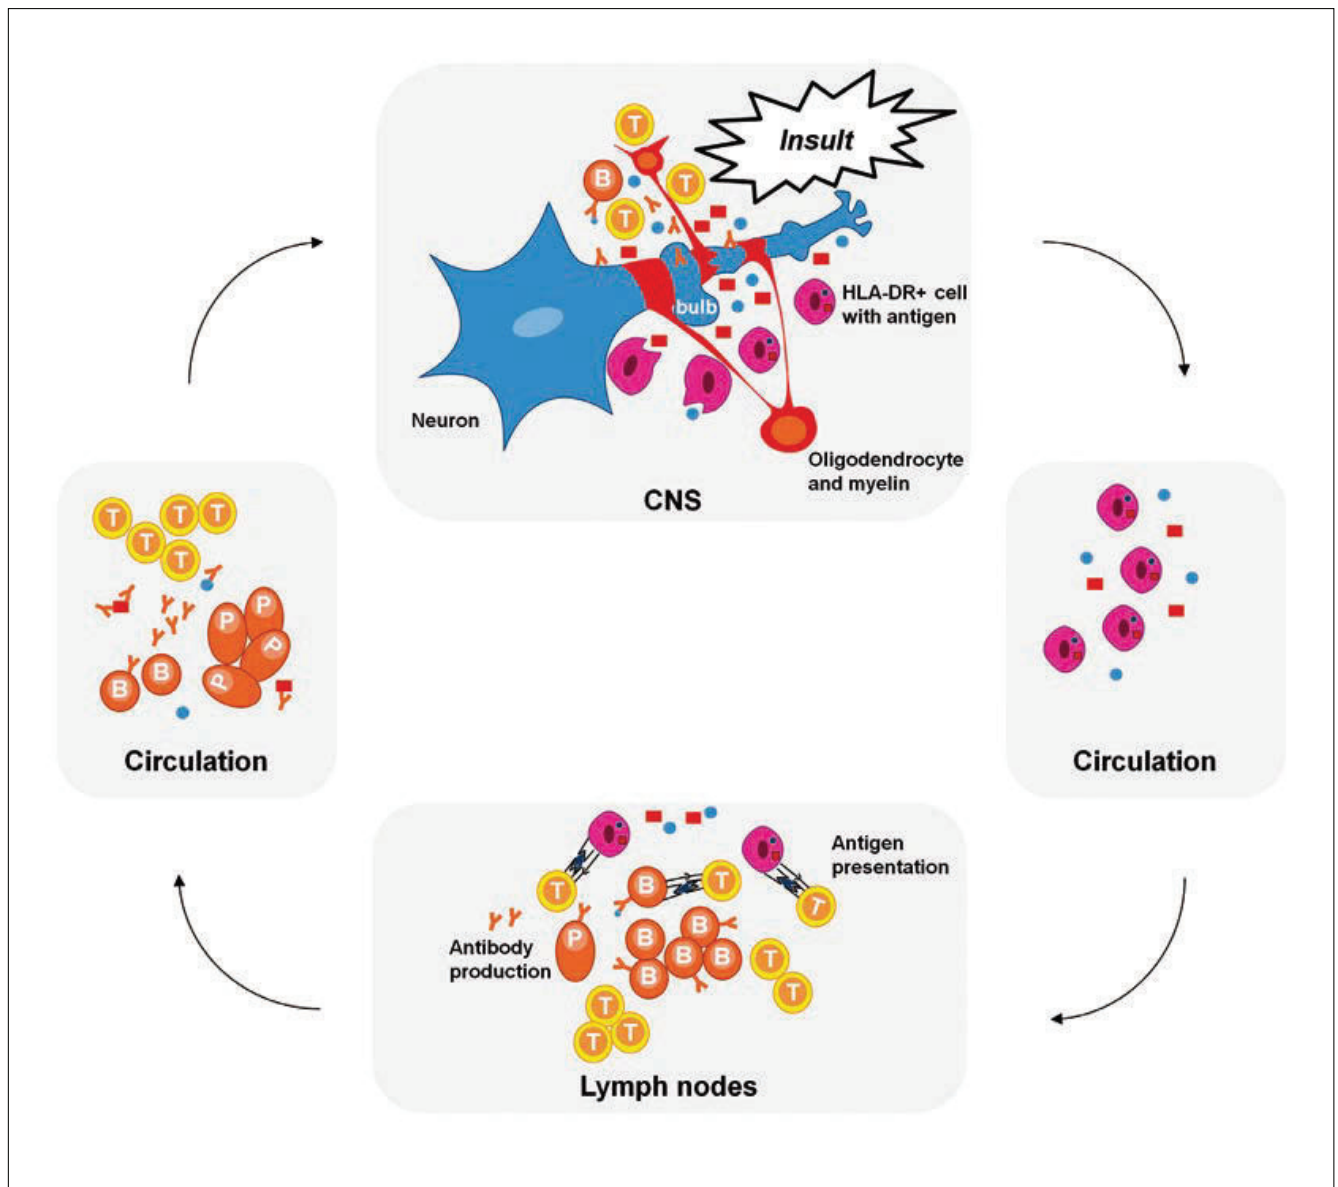 Insult
T
B
T
T
bulb
HLA-DR+ cell
with antigen
Neuron
Oligodendrocyte
and myelin
CNS
T
T
T
T
T
P
P
P
P
B
B
Circulation
Circulation
Antigen
presentation
T
B
T
T
P
B
B
B
B
B
Antibody
production
T
T
T
T
T
Lymph nodes